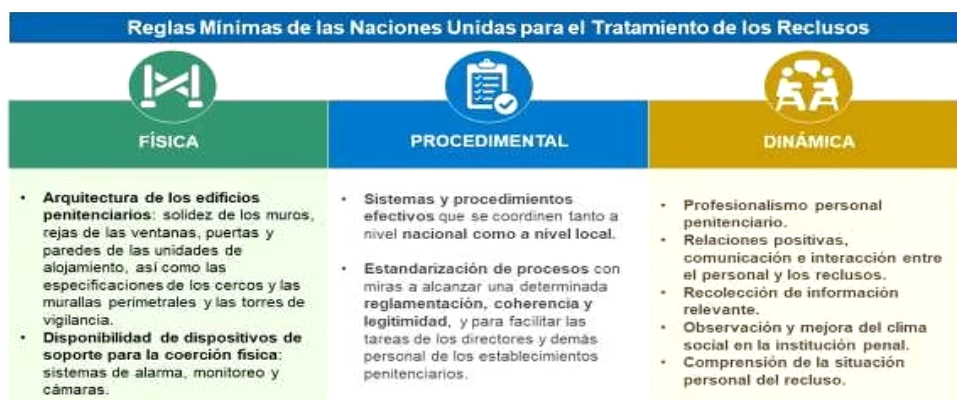 Reglas Mínimas de las Naciones Unidas para el Tratamiento de los Reclusos
FÍSICA
• Arquitectura de los edificios
penitenciarios: solidez de los muros,
rejas de las ventanas, puertas y
paredes de las unidades de
alojamiento, así como las
especificaciones de los cercos y las
murallas perimetrales y las torres de
vigilancia.
• Disponibilidad de dispositivos de
soporte para la coerción física:
sistemas de alarma, monitoreo y
cámaras.
PROCEDIMENTAL
• Sistemas y procedimientos
efectivos que se coordinen tanto a
nivel nacional como a nivel local.
• Estandarización de procesos con
miras a alcanzar una determinada
reglamentación, coherencia y
legitimidad, y para facilitar las
tareas de los directores y demás
personal de los establecimientos
penitenciarios.
DINÁMICA
• Profesionalismo personal
penitenciario.
• Relaciones positivas,
comunicación e interacción entre
el personal y los reclusos.
• Recolección de información
relevante.
• Observación y mejora del clima
social en la institución penal.
• Comprensión de la situación
personal del recluso.